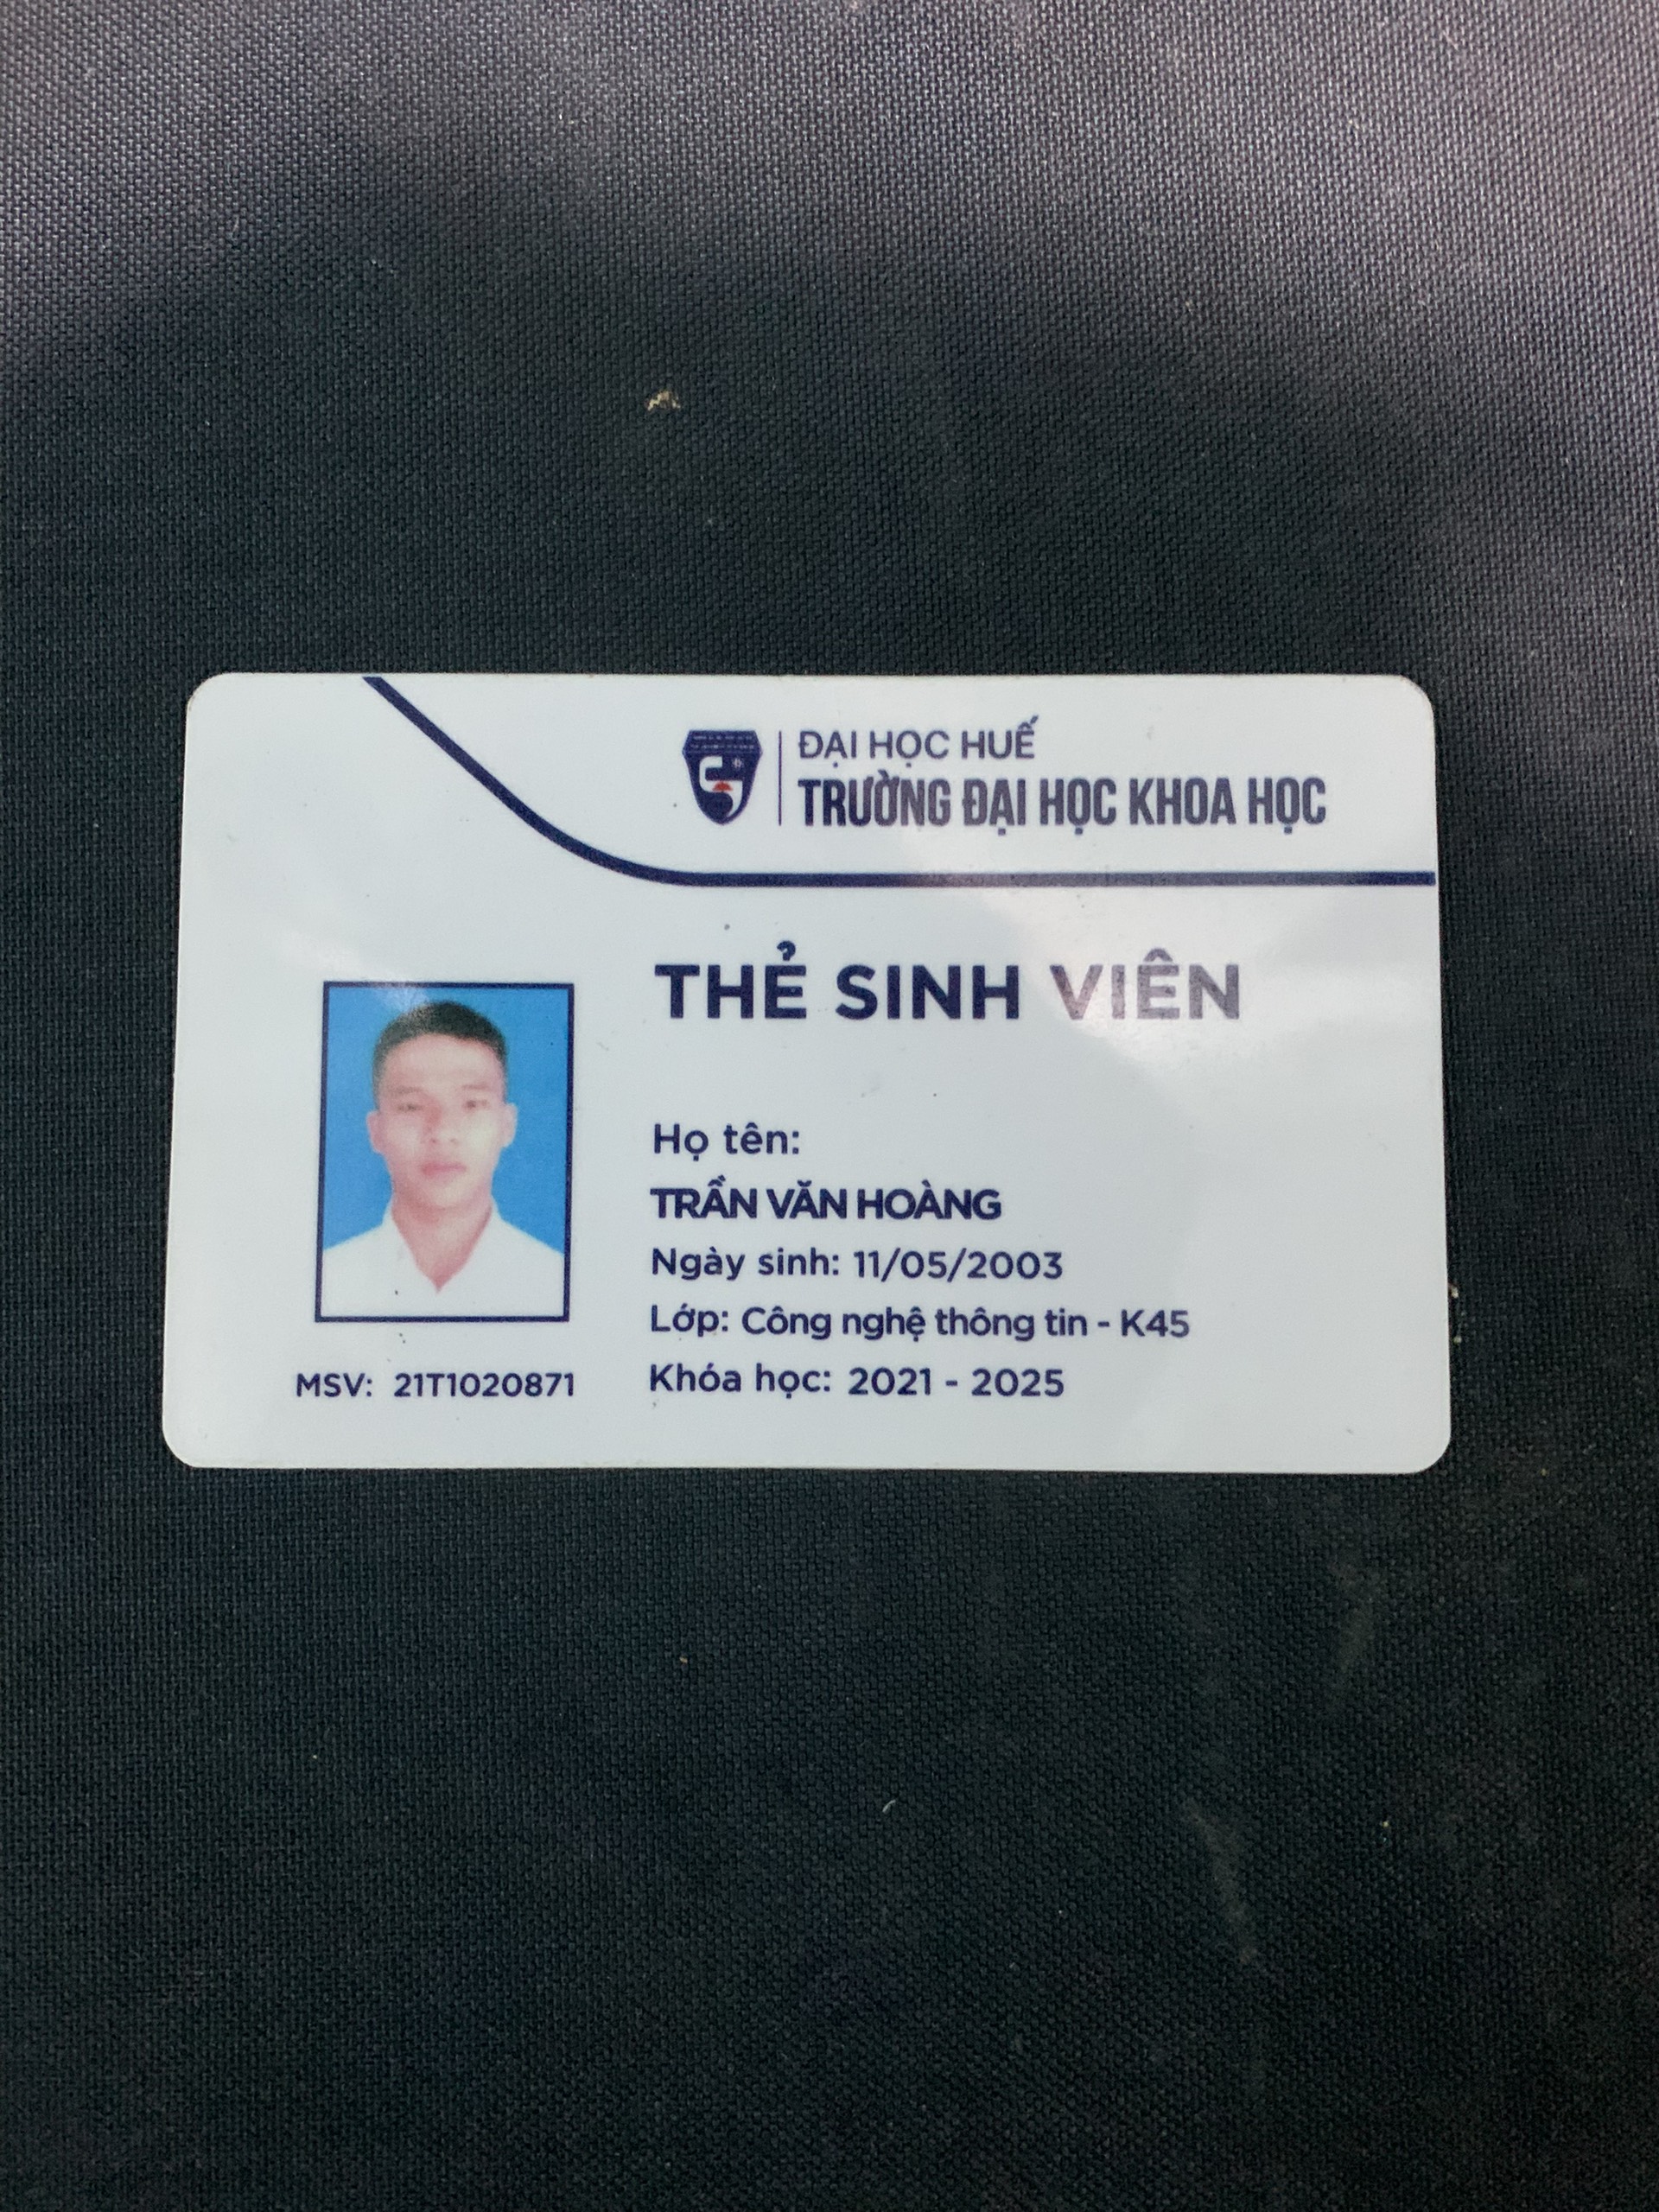 ĐẠI HỌC HUẾ
TRƯỜNG ĐẠI HỌC KHOA HỌC
THẺ SINH VIÊN
Họ tên:
TRẦN VĂN HOÀNG
Ngày sinh: 11/05/2003
Lớp: Công nghệ thông tin - K45
Khóa học: 2021 - 2025
MSV: 21T1020871